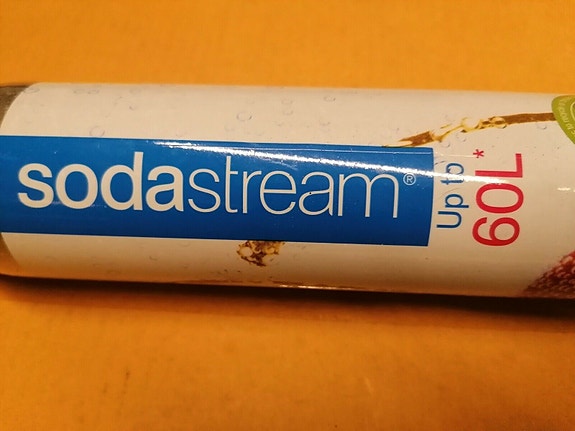 sodastream®
Up to
60L*